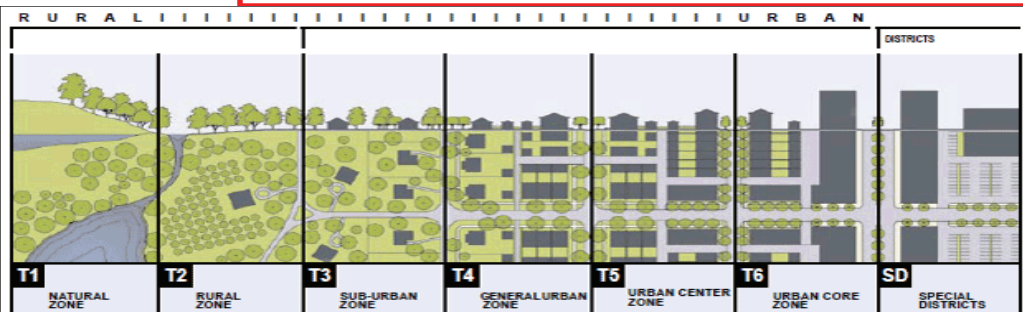 R U R A L I I I I I I I I I I I I I I I I I U R B A N
DISTRICTS
T1
NATURAL
ZONE
T2
RURAL
ZONE
T3
SUB-URBAN
ZONE
T4
GENERAL URBAN
ZONE
T5
URBAN CENTER
ZONE
T6
URBAN CORE
ZONE
SD
SPECIAL
DISTRICTS